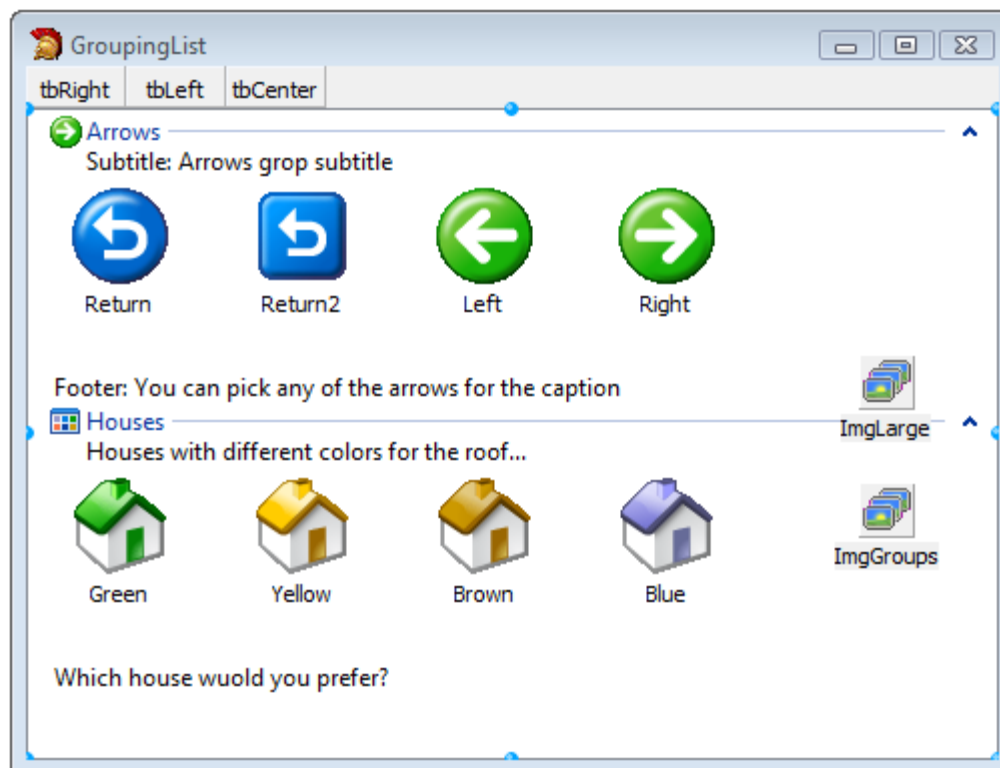 GroupingList
tbRight tbLeft tbCenter
Arrows
Subtitle: Arrows grop subtitle
Return Return2 Left Right
Footer: You can pick any of the arrows for the caption
ImgLarge
Houses
Houses with different colors for the roof...
ImgGroups
Green Yellow Brown Blue
Which house wuold you prefer?